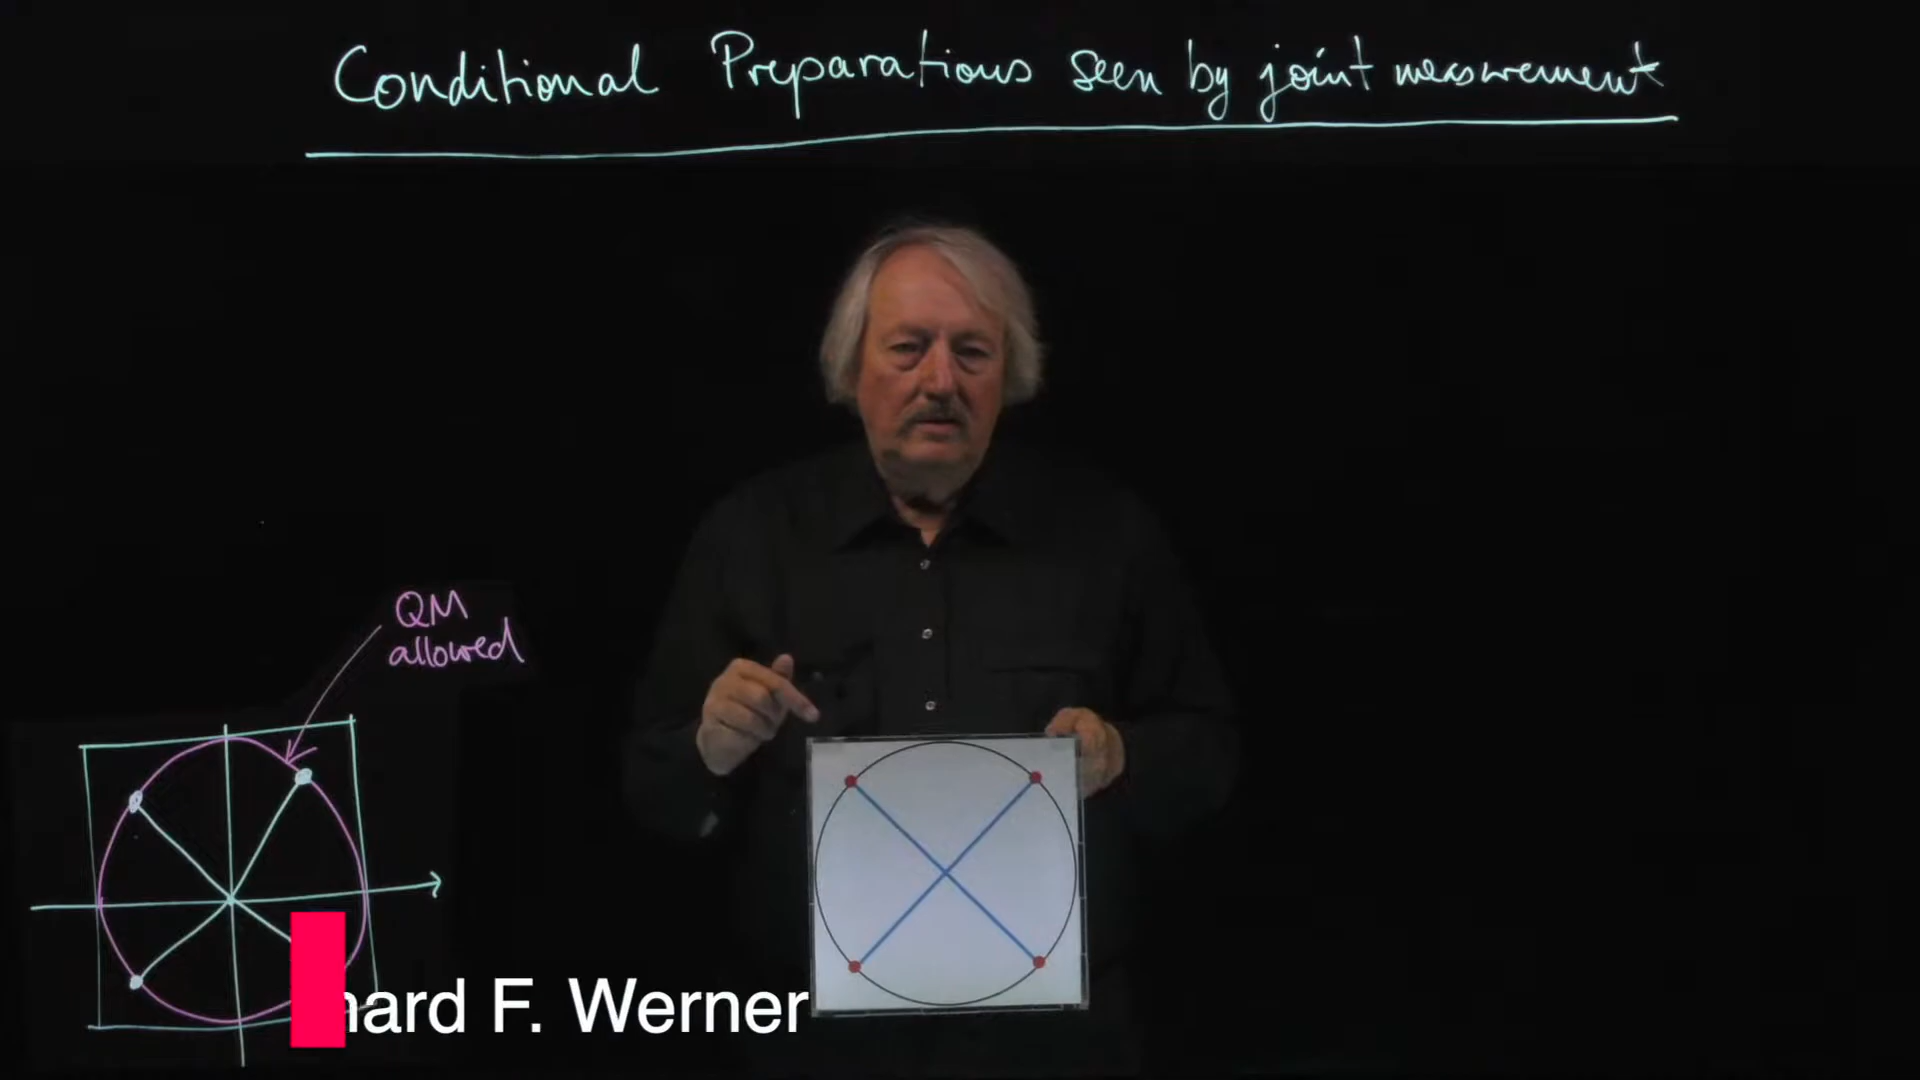 Conditional Preparations seen by joint measurement
QM
allowed
hard F. Werner